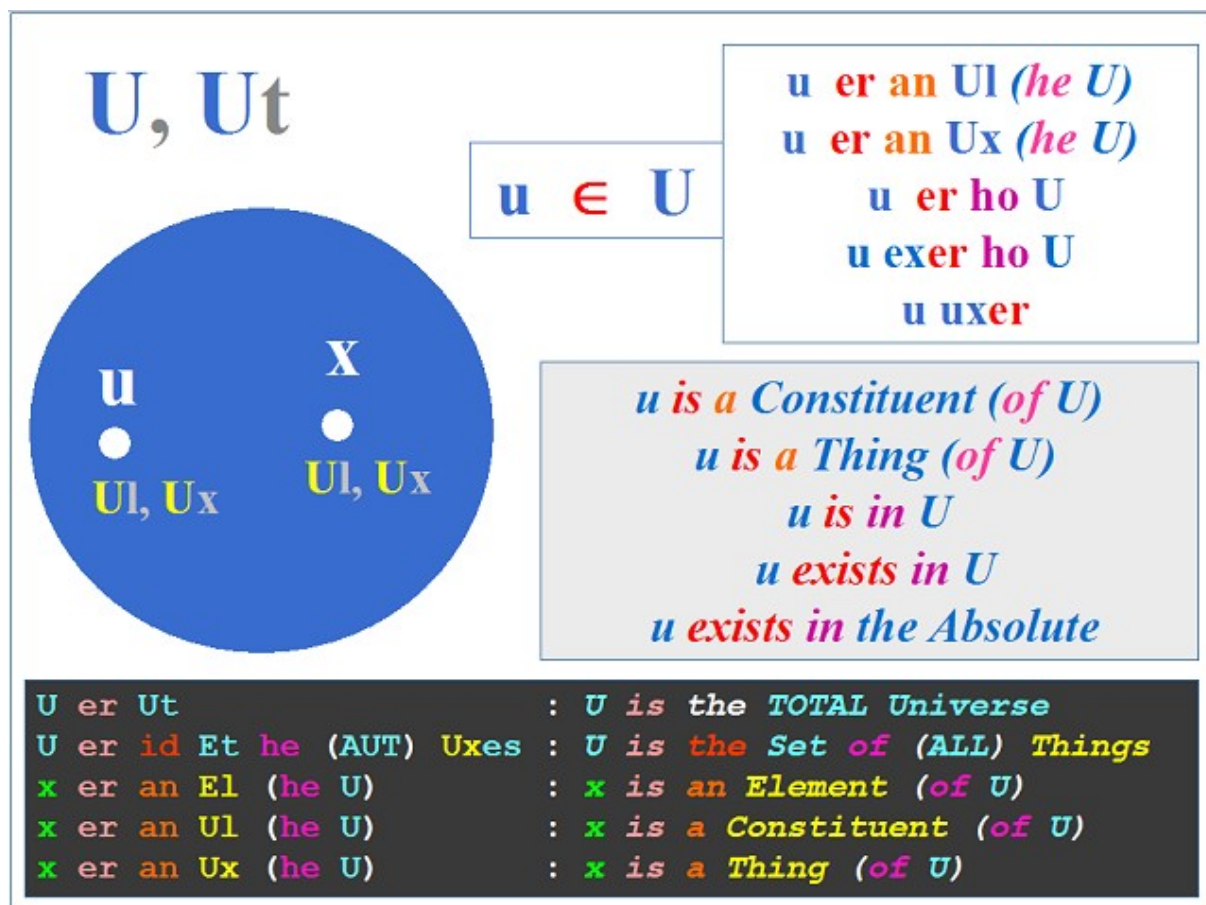 U, Ut
u er an Ul (he U)
u er an Ux (he U)
u er ho U
u exer ho U
u uxer
u ∈ U
u
x
Ul, Ux
Ul, Ux
u is a Constituent (of U)
u is a Thing (of U)
u is in U
u exists in U
u exists in the Absolute
U er Ut : U is the TOTAL Universe
U er id Et he (AUT) Uxes : U is the Set of (ALL) Things
x er an El (he U) : x is an Element (of U)
x er an Ul (he U) : x is a Constituent (of U)
x er an Ux (he U) : x is a Thing (of U)